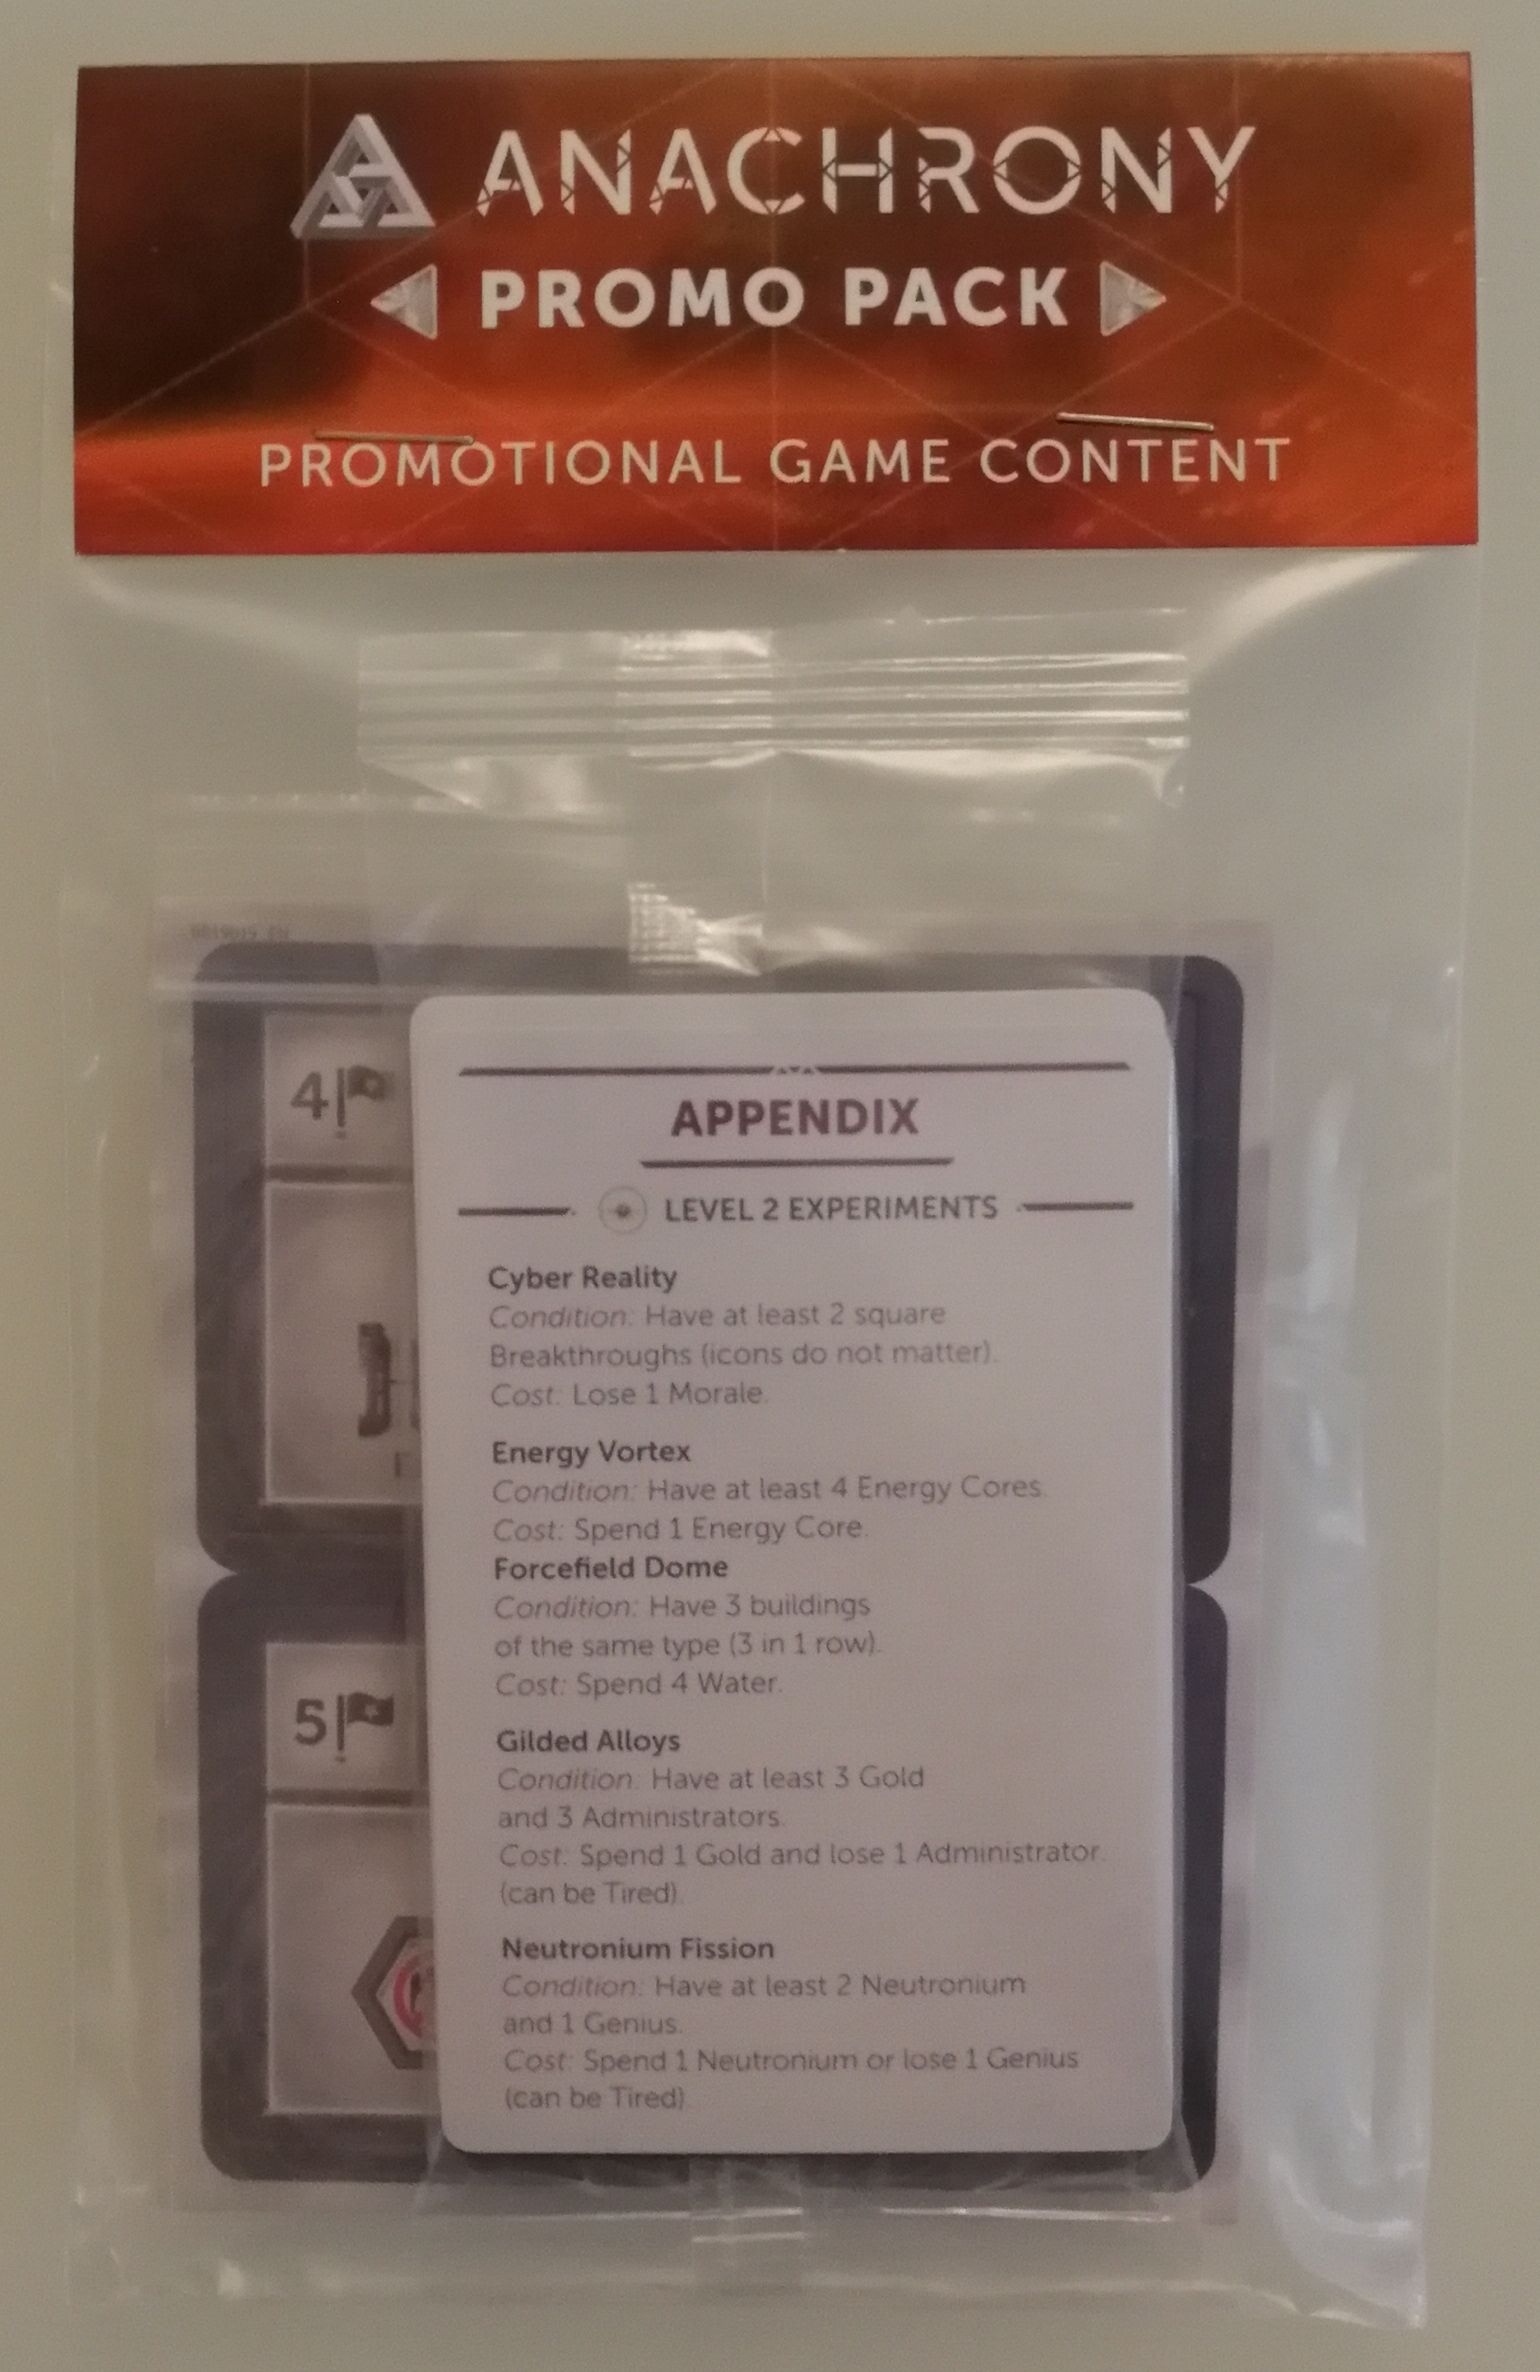 ANACHRONY
PROMO PACK
PROMOTIONAL GAME CONTENT
4
APPENDIX
LEVEL 2 EXPERIMENTS
Cyber Reality
Condition: Have at least 2 square
Breakthroughs (icons do not matter).
Cost: Lose 1 Morale.
Energy Vortex
Condition: Have at least 4 Energy Cores.
Cost: Spend 1 Energy Core.
Forcefield Dome
Condition: Have 3 buildings
of the same type (3 in 1 row).
Cost: Spend 4 Water.
5
Gilded Alloys
Condition: Have at least 3 Gold
and 3 Administrators.
Cost: Spend 1 Gold and lose 1 Administrator.
(can be Tired).
Neutronium Fission
Condition: Have at least 2 Neutronium
and 1 Genius.
Cost: Spend 1 Neutronium or lose 1 Genius
(can be Tired)